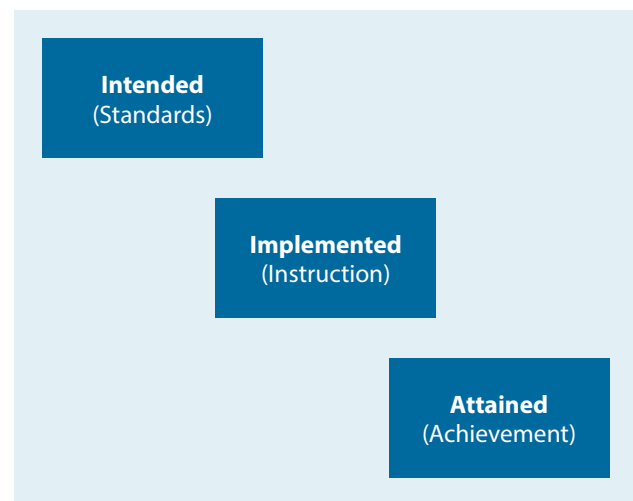 Intended
(Standards)
Implemented
(Instruction)
Attained
(Achievement)